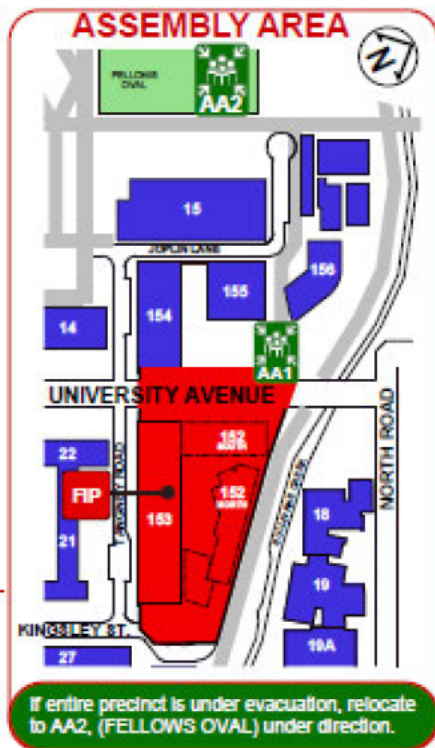 ASSEMBLY AREA
N
FELLOWS
OVAL
AA2
15
JOPLIN LANE
156
155
154
14
AA1
UNIVERSITY AVENUE
NORTH ROAD
22
152
SOUTH
FIP
153
152
NORTH
18
21
19
KINGSLEY ST.
27
19A
If entire precinct is under evacuation, relocate
to AA2, (FELLOWS OVAL) under direction.